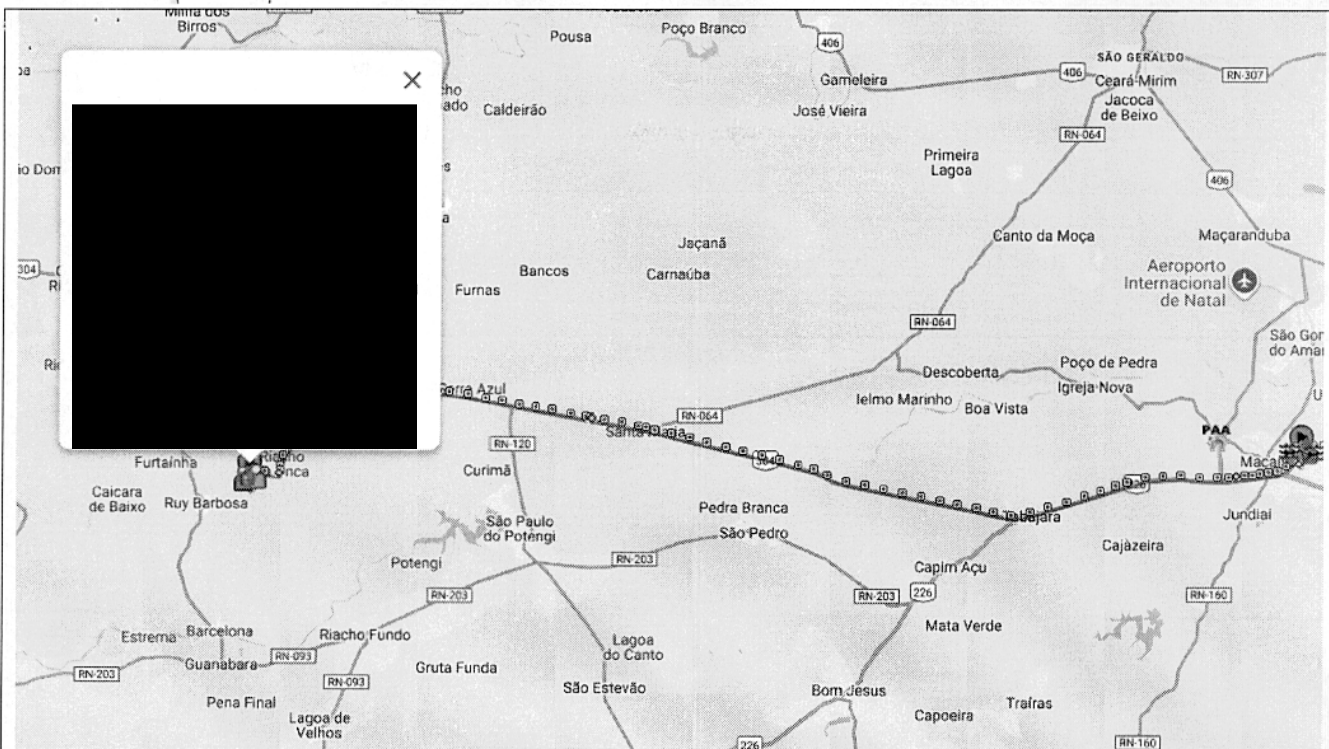 Birros
Pousa
Poço Branco
406
SÃO GERALDO
406
RN-307
Ceará-Mirim
Gameleira
José Vieira
Caldeirão
Jacoca
de Beixo
RN-064
Primeira
Lagoa
406
Canto da Moça
Maçaranduba
Jaçanã
Bancos
Carnaúba
Furnas
304
Aeroporto
Internacional
de Natal
RN-064
São Gon
do Amar
Descoberta
Poço de Pedra
Igreja Nova
Ielmo Marinho
Boa Vista
Azul
RN-064
Santa Maria
RN-120
PAA
Furtainha
Curimã
Caicara
de Baixo
Ruy Barbosa
Pedra Branca
São Paulo
do Potengi
São Pedro
Jundiaí
Cajàzeira
RN-203
Potengi
Capim Açu
RN-203
226
RN-203
RN-160
Mata Verde
Estrema
Barcelona
Riacho Fundo
Lagoa
do Canto
RN-093
Guanabara
RN-203
Gruta Funda
RN-093
São Estevão
Bom Jesus
Pena Final
Traíras
Lagoa de
Velhos
Capoeira
226
RN-160